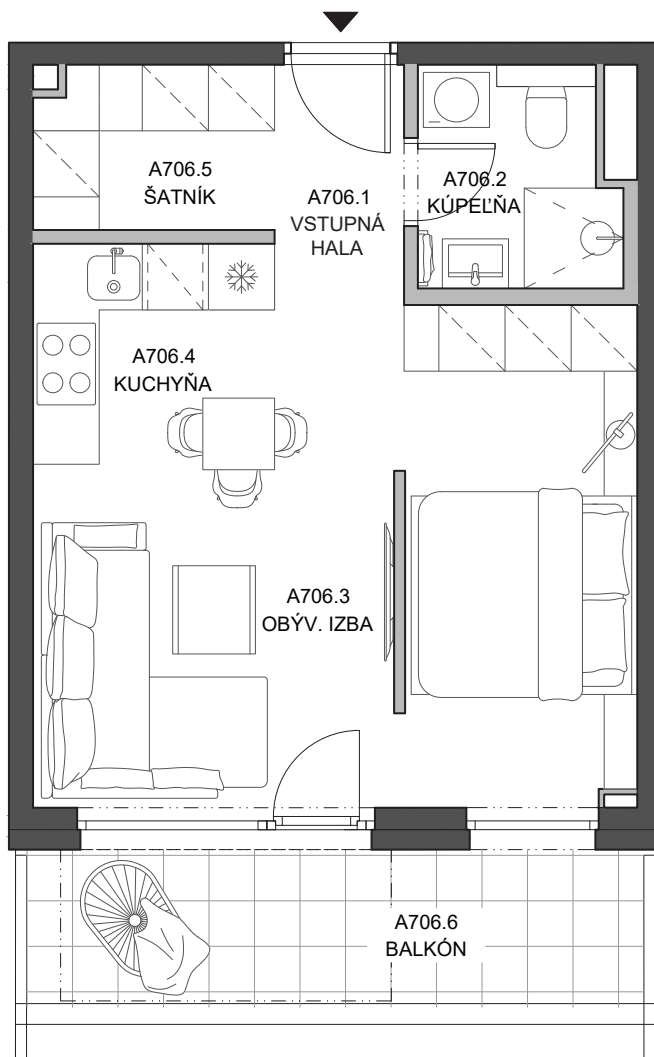 A706.5
ŠATNÍK
A706.1
VSTUPNÁ
HALA
A706.2
KÚPEĽŇA
A706.4
KUCHYŇA
A706.3
OBÝV. IZBA
A706.6
BALKÓN